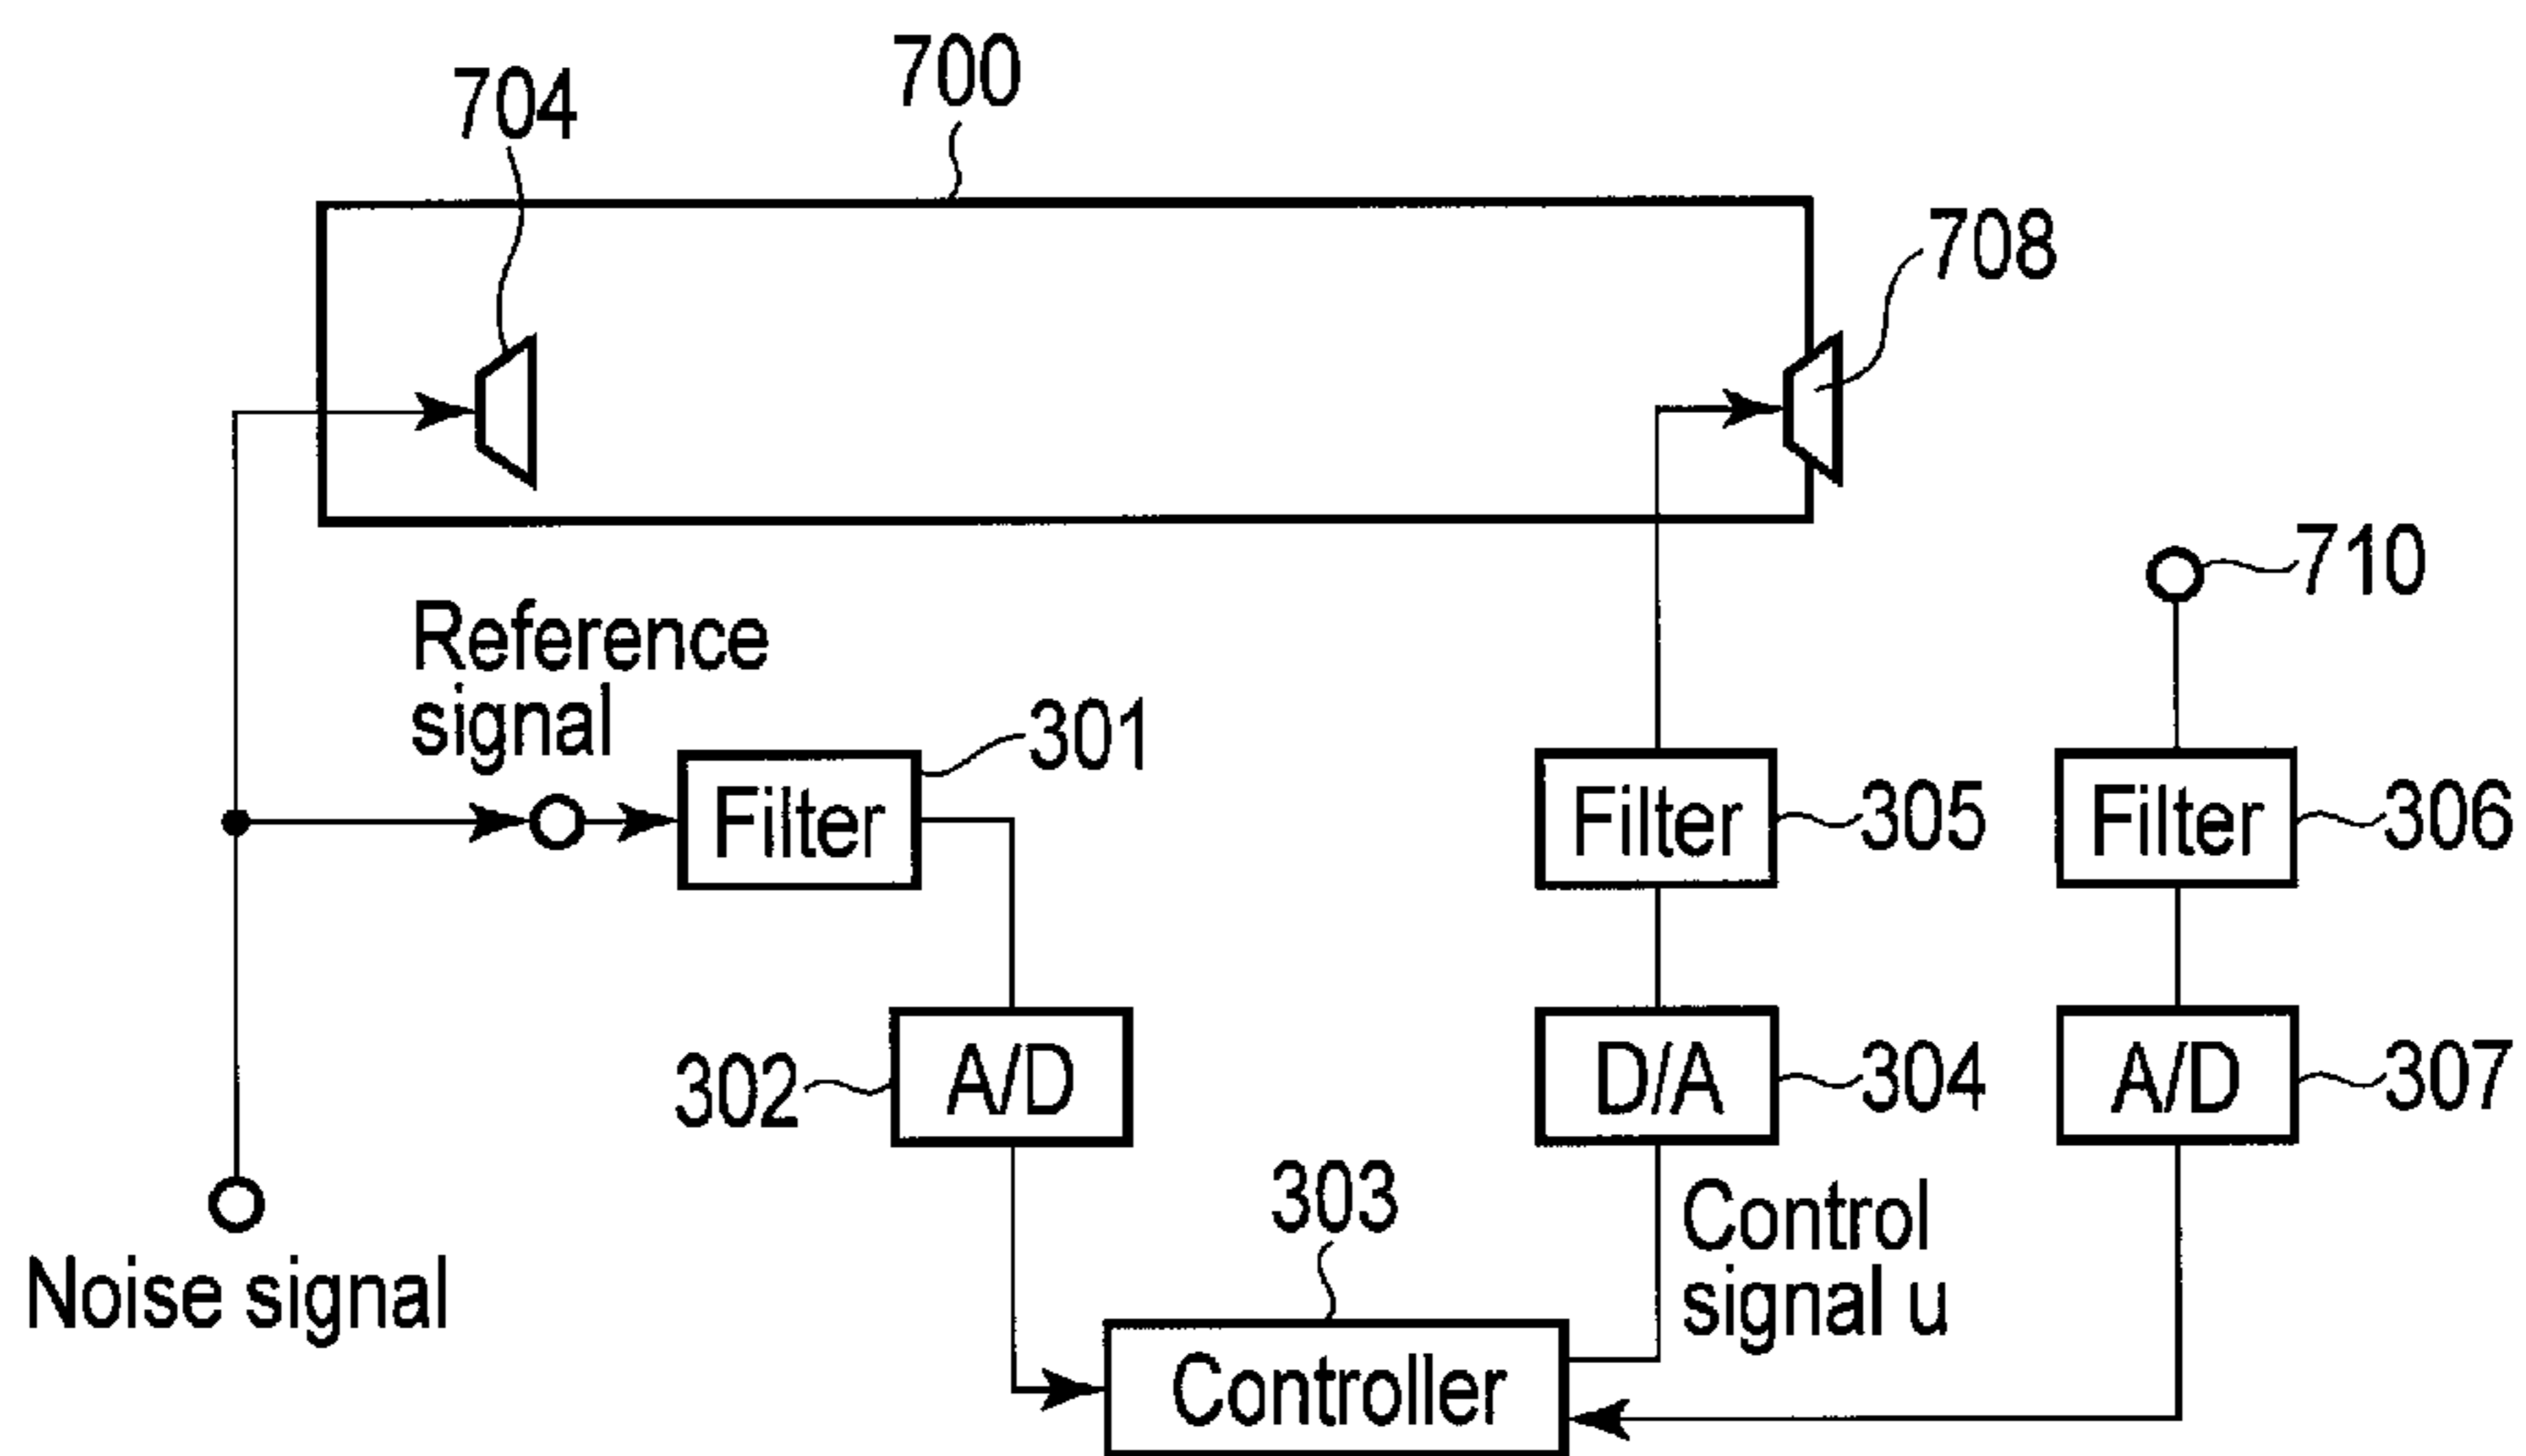 700
704
708
710
Reference
signal
301
Filter
Filter
305
Filter
306
302
A/D
D/A
304
A/D
307
303
Control
signal u
Noise signal
Controller